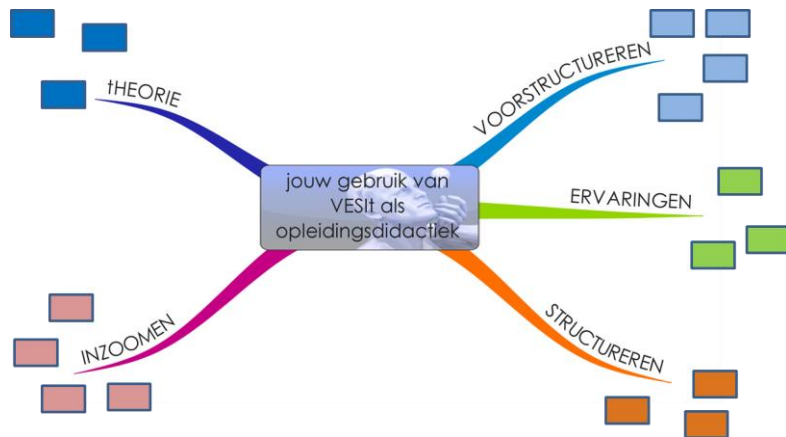 tHEORIE
VOORSTRUCTUREREN
jouw gebruik van
VESIt als
opleidingsdidactiek
ERVARINGEN
INZOOMEN
STRUCTUREREN